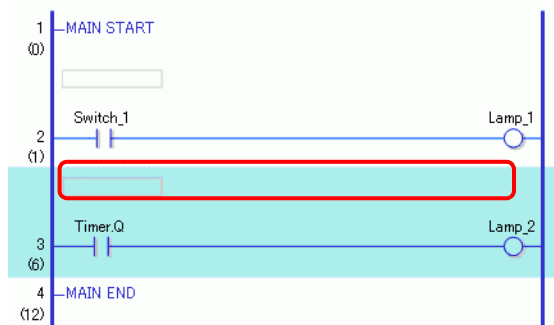 1 MAIN START
(0)
Switch_1 Lamp_1
2
(1)
Timer.Q Lamp_2
3
(6)
4 MAIN END
(12)